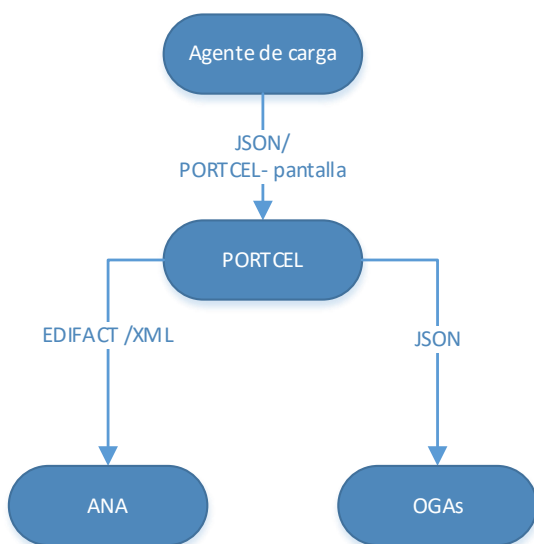 Agente de carga
JSON/
PORTCEL- pantalla
PORTCEL
EDIFACT /XML
JSON
ANA
OGAs